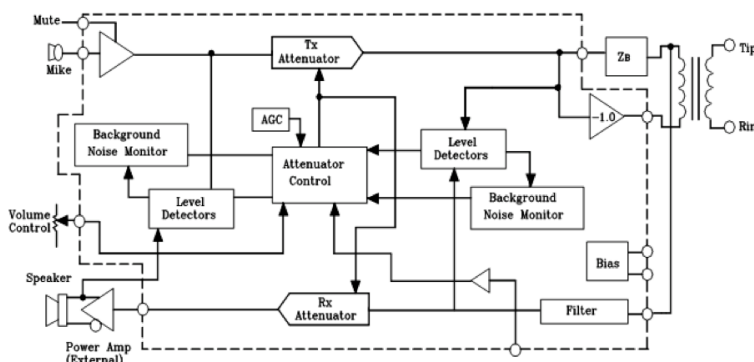 Mute
Mike
Tx
Attenuator
ZB
Tip
Rin
-1.0
AGC
Background
Noise Monitor
Level
Detectors
Attenuator
Control
Level
Detectors
Background
Noise Monitor
Volume
Control
Bias
Speaker
Rx
Attenuator
Filter
Power Amp
(External)